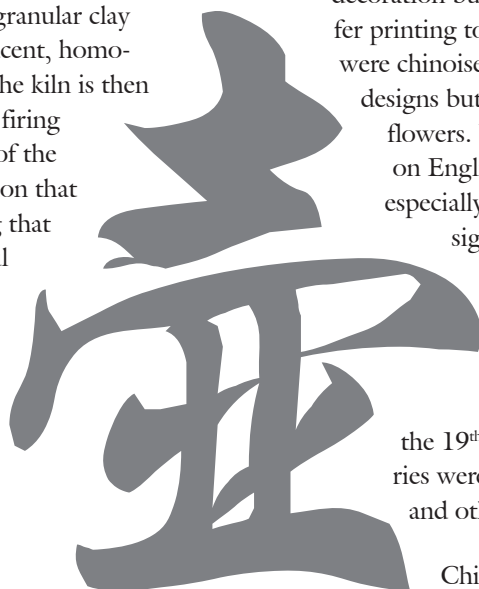 granular clay
cent, homo-
he kiln is then
firing
of the
on that
g that
l
壺
decoration bu
fer printing to
were chinoise
designs but
flowers.
on Engl
especially
sig
the 19th
ries were
and ot
Chi